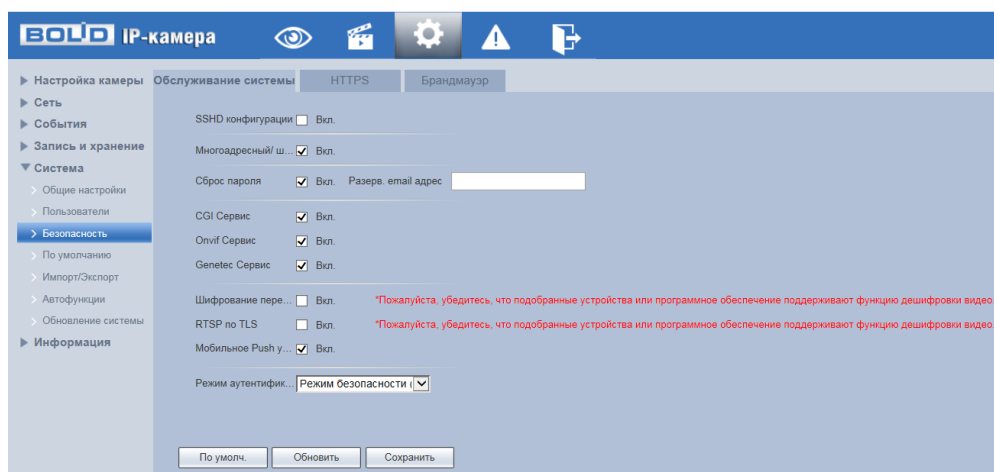 BOLID IP-камера
Настройка камеры
Сеть
События
Запись и хранение
Система
Общие настройки
Пользователи
Безопасность
По умолчанию
Импорт/Экспорт
Автофункции
Обновление системы
Информация
Обслуживание системы HTTPS Брандмауэр
SSHD конфигурации Вкл.
Многоадресный/ ш... Вкл.
Сброс пароля Вкл. Разерв. email адрес
CGI Сервис Вкл.
Onvif Сервис Вкл.
Genetec Сервис Вкл.
Шифрование пере... Вкл. *Пожалуйста, убедитесь, что подобранные устройства или программное обеспечение поддерживают функцию дешифровки видео.
RTSP по TLS Вкл. *Пожалуйста, убедитесь, что подобранные устройства или программное обеспечение поддерживают функцию дешифровки видео.
Мобильное Push у... Вкл.
Режим аутентифик... Режим безопасности (
По умолч. Обновить Сохранить